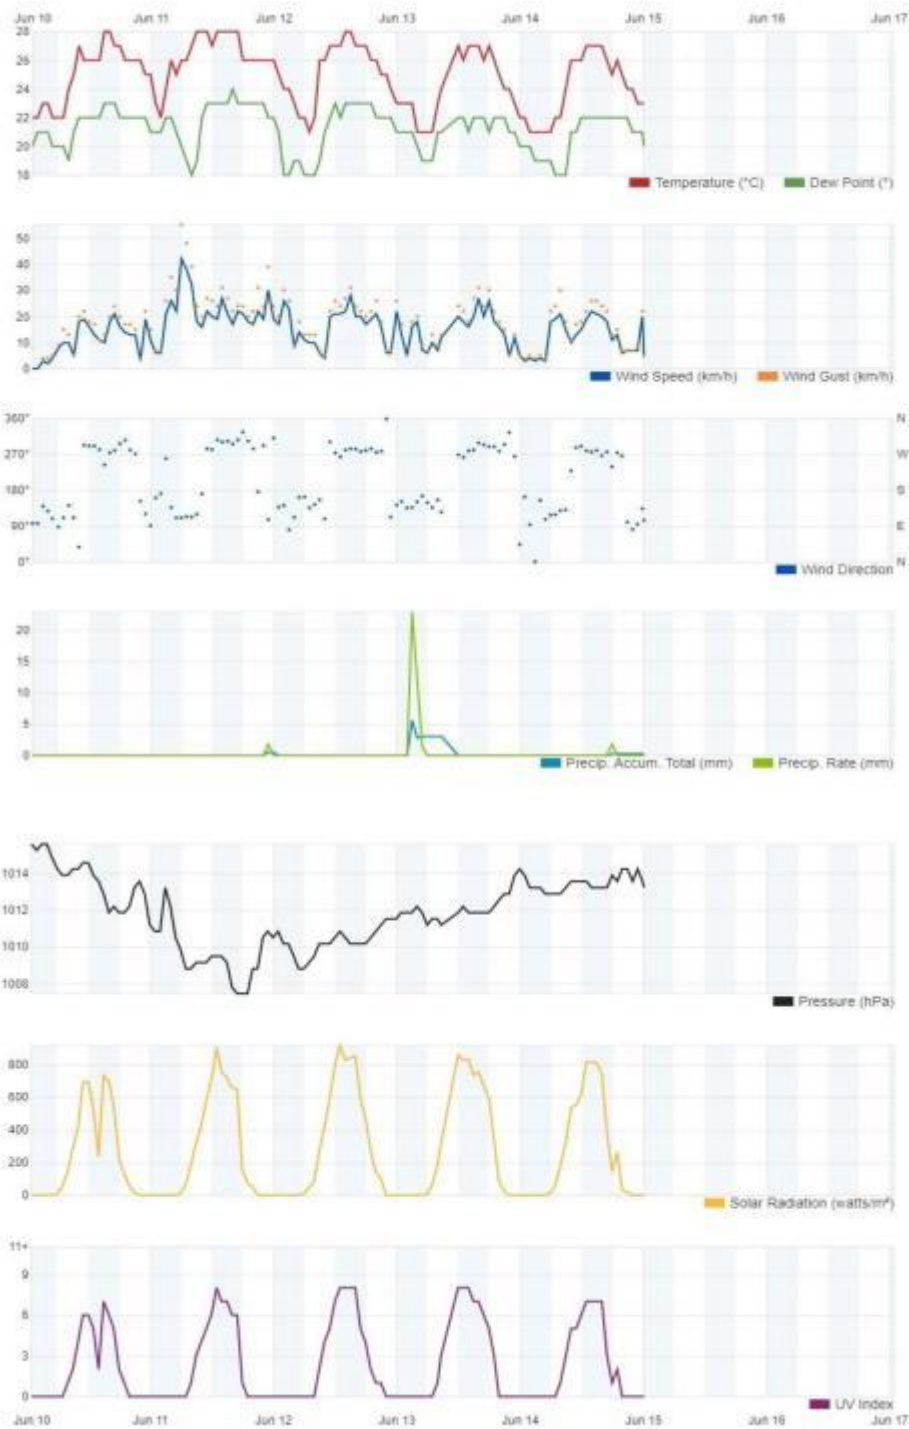 Jun 10 Jun 11 Jun 12 Jun 13 Jun 14 Jun 15 Jun 16 Jun 17
28
26
24
22
20
18
Temperature (°C) Dew Point (°)
50
40
30
20
10
0
Wind Speed (km/h) Wind Gust (km/h)
360° N
270° W
180° S
90° E
0° N
Wind Direction
20
15
10
5
0
Precip. Accum. Total (mm) Precip. Rate (mm)
1014
1012
1010
1008
Pressure (hPa)
800
600
400
200
0
Solar Radiation (watts/m²)
11+
9
6
3
0
UV Index
Jun 10 Jun 11 Jun 12 Jun 13 Jun 14 Jun 15 Jun 16 Jun 17